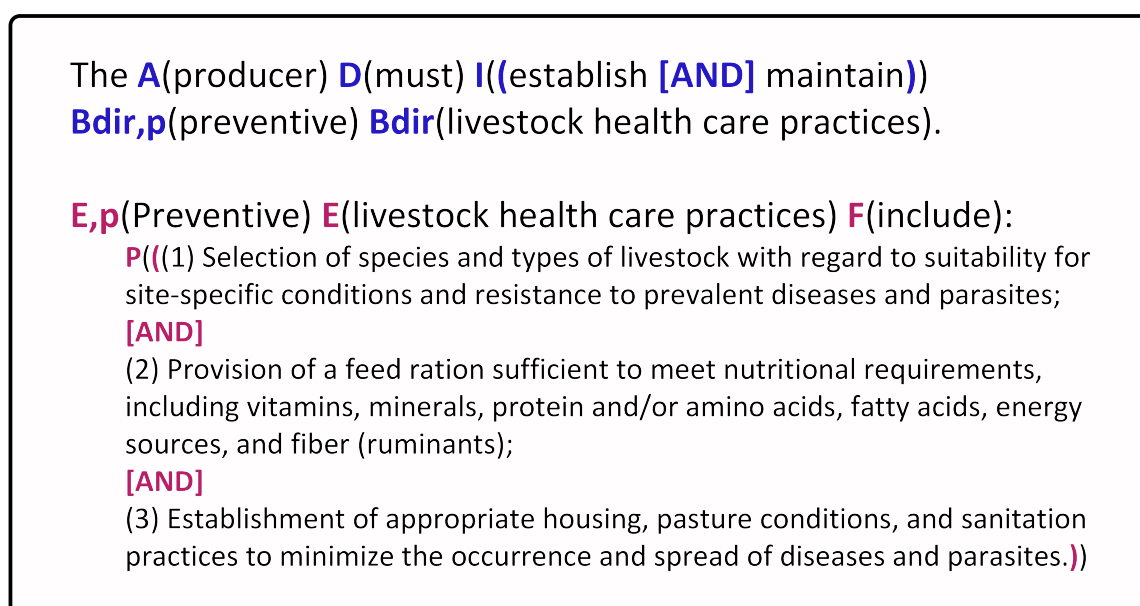 The A(producer) D(must) I((establish [AND] maintain))
Bdir,p(preventive) Bdir(livestock health care practices).
E,p(Preventive) E(livestock health care practices) F(include):
P(((1) Selection of species and types of livestock with regard to suitability for
site-specific conditions and resistance to prevalent diseases and parasites;
[AND]
(2) Provision of a feed ration sufficient to meet nutritional requirements,
including vitamins, minerals, protein and/or amino acids, fatty acids, energy
sources, and fiber (ruminants);
[AND]
(3) Establishment of appropriate housing, pasture conditions, and sanitation
practices to minimize the occurrence and spread of diseases and parasites.))